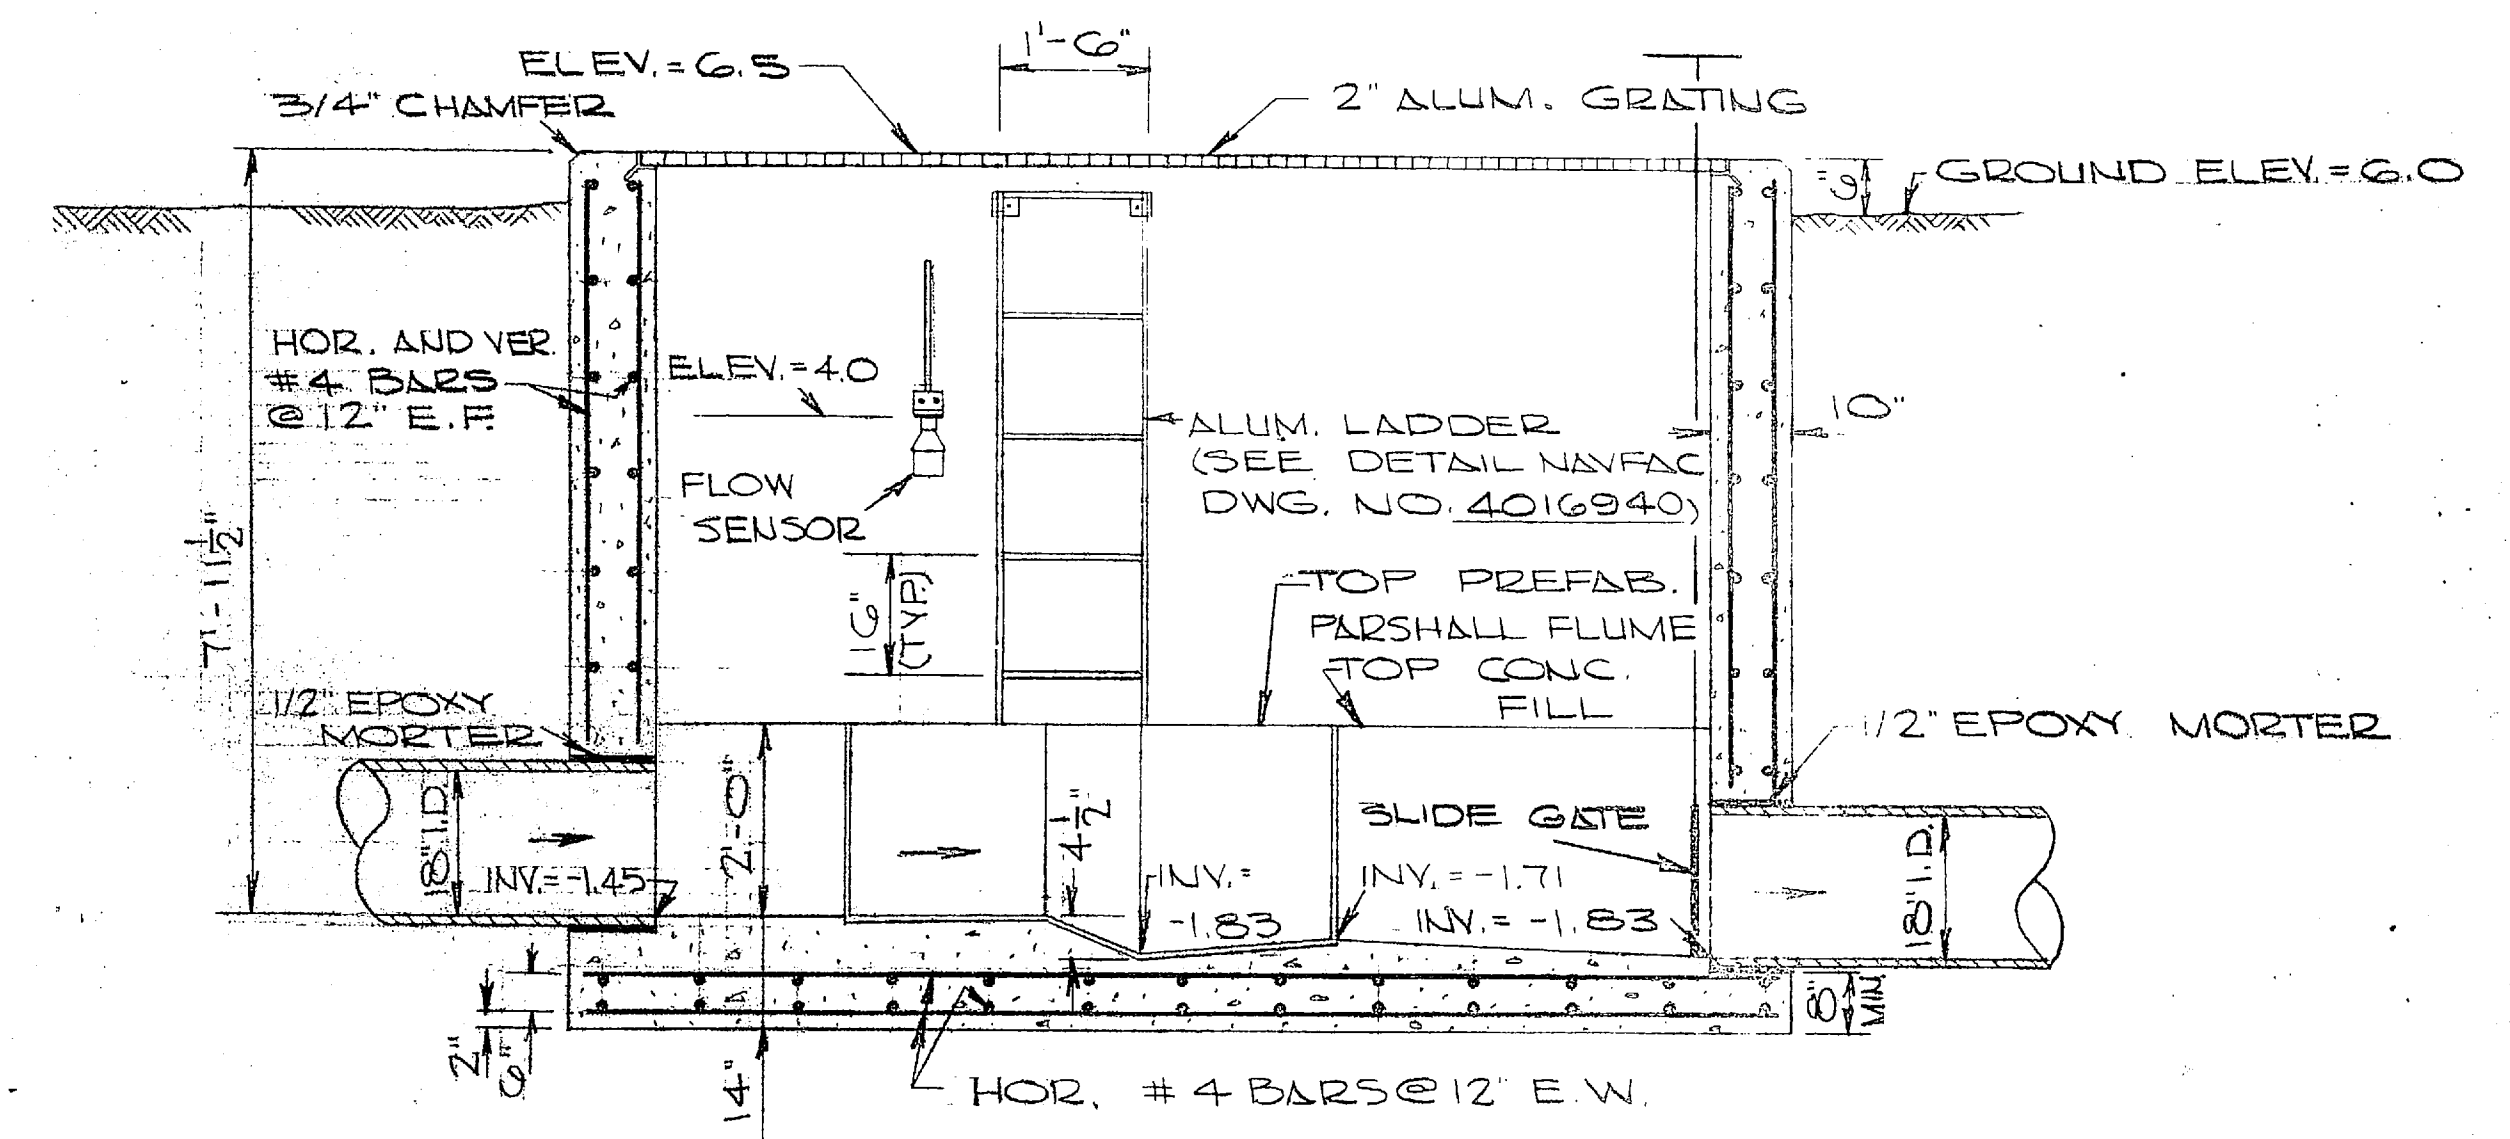 1'-6"
ELEV.=6.5
3/4" CHAMFER
2" ALUM. GRATING
6"
GROUND ELEV.=6.0
HOR. AND VER.
#4 BARS
@12" E.F.
ELEV.=4.0
10"
ALUM. LADDER
(SEE DETAIL NAVFAC
DWG. NO. 4016940)
FLOW
SENSOR
7'-11 1/2"
16"
(TYP.)
TOP PREFAB.
PARSHALL FLUME
TOP CONC.
FILL
1/2" EPOXY
MORTER
1/2" EPOXY MORTER
18" I.D.
INV.=-1.45
2'-0"
4 1/2"
INV.=
-1.83
SLIDE GATE
INV.=-1.71
INV.=-1.83
18" I.D.
8"
MIN.
2"
6"
14"
HOR. #4 BARS@12" E.W.